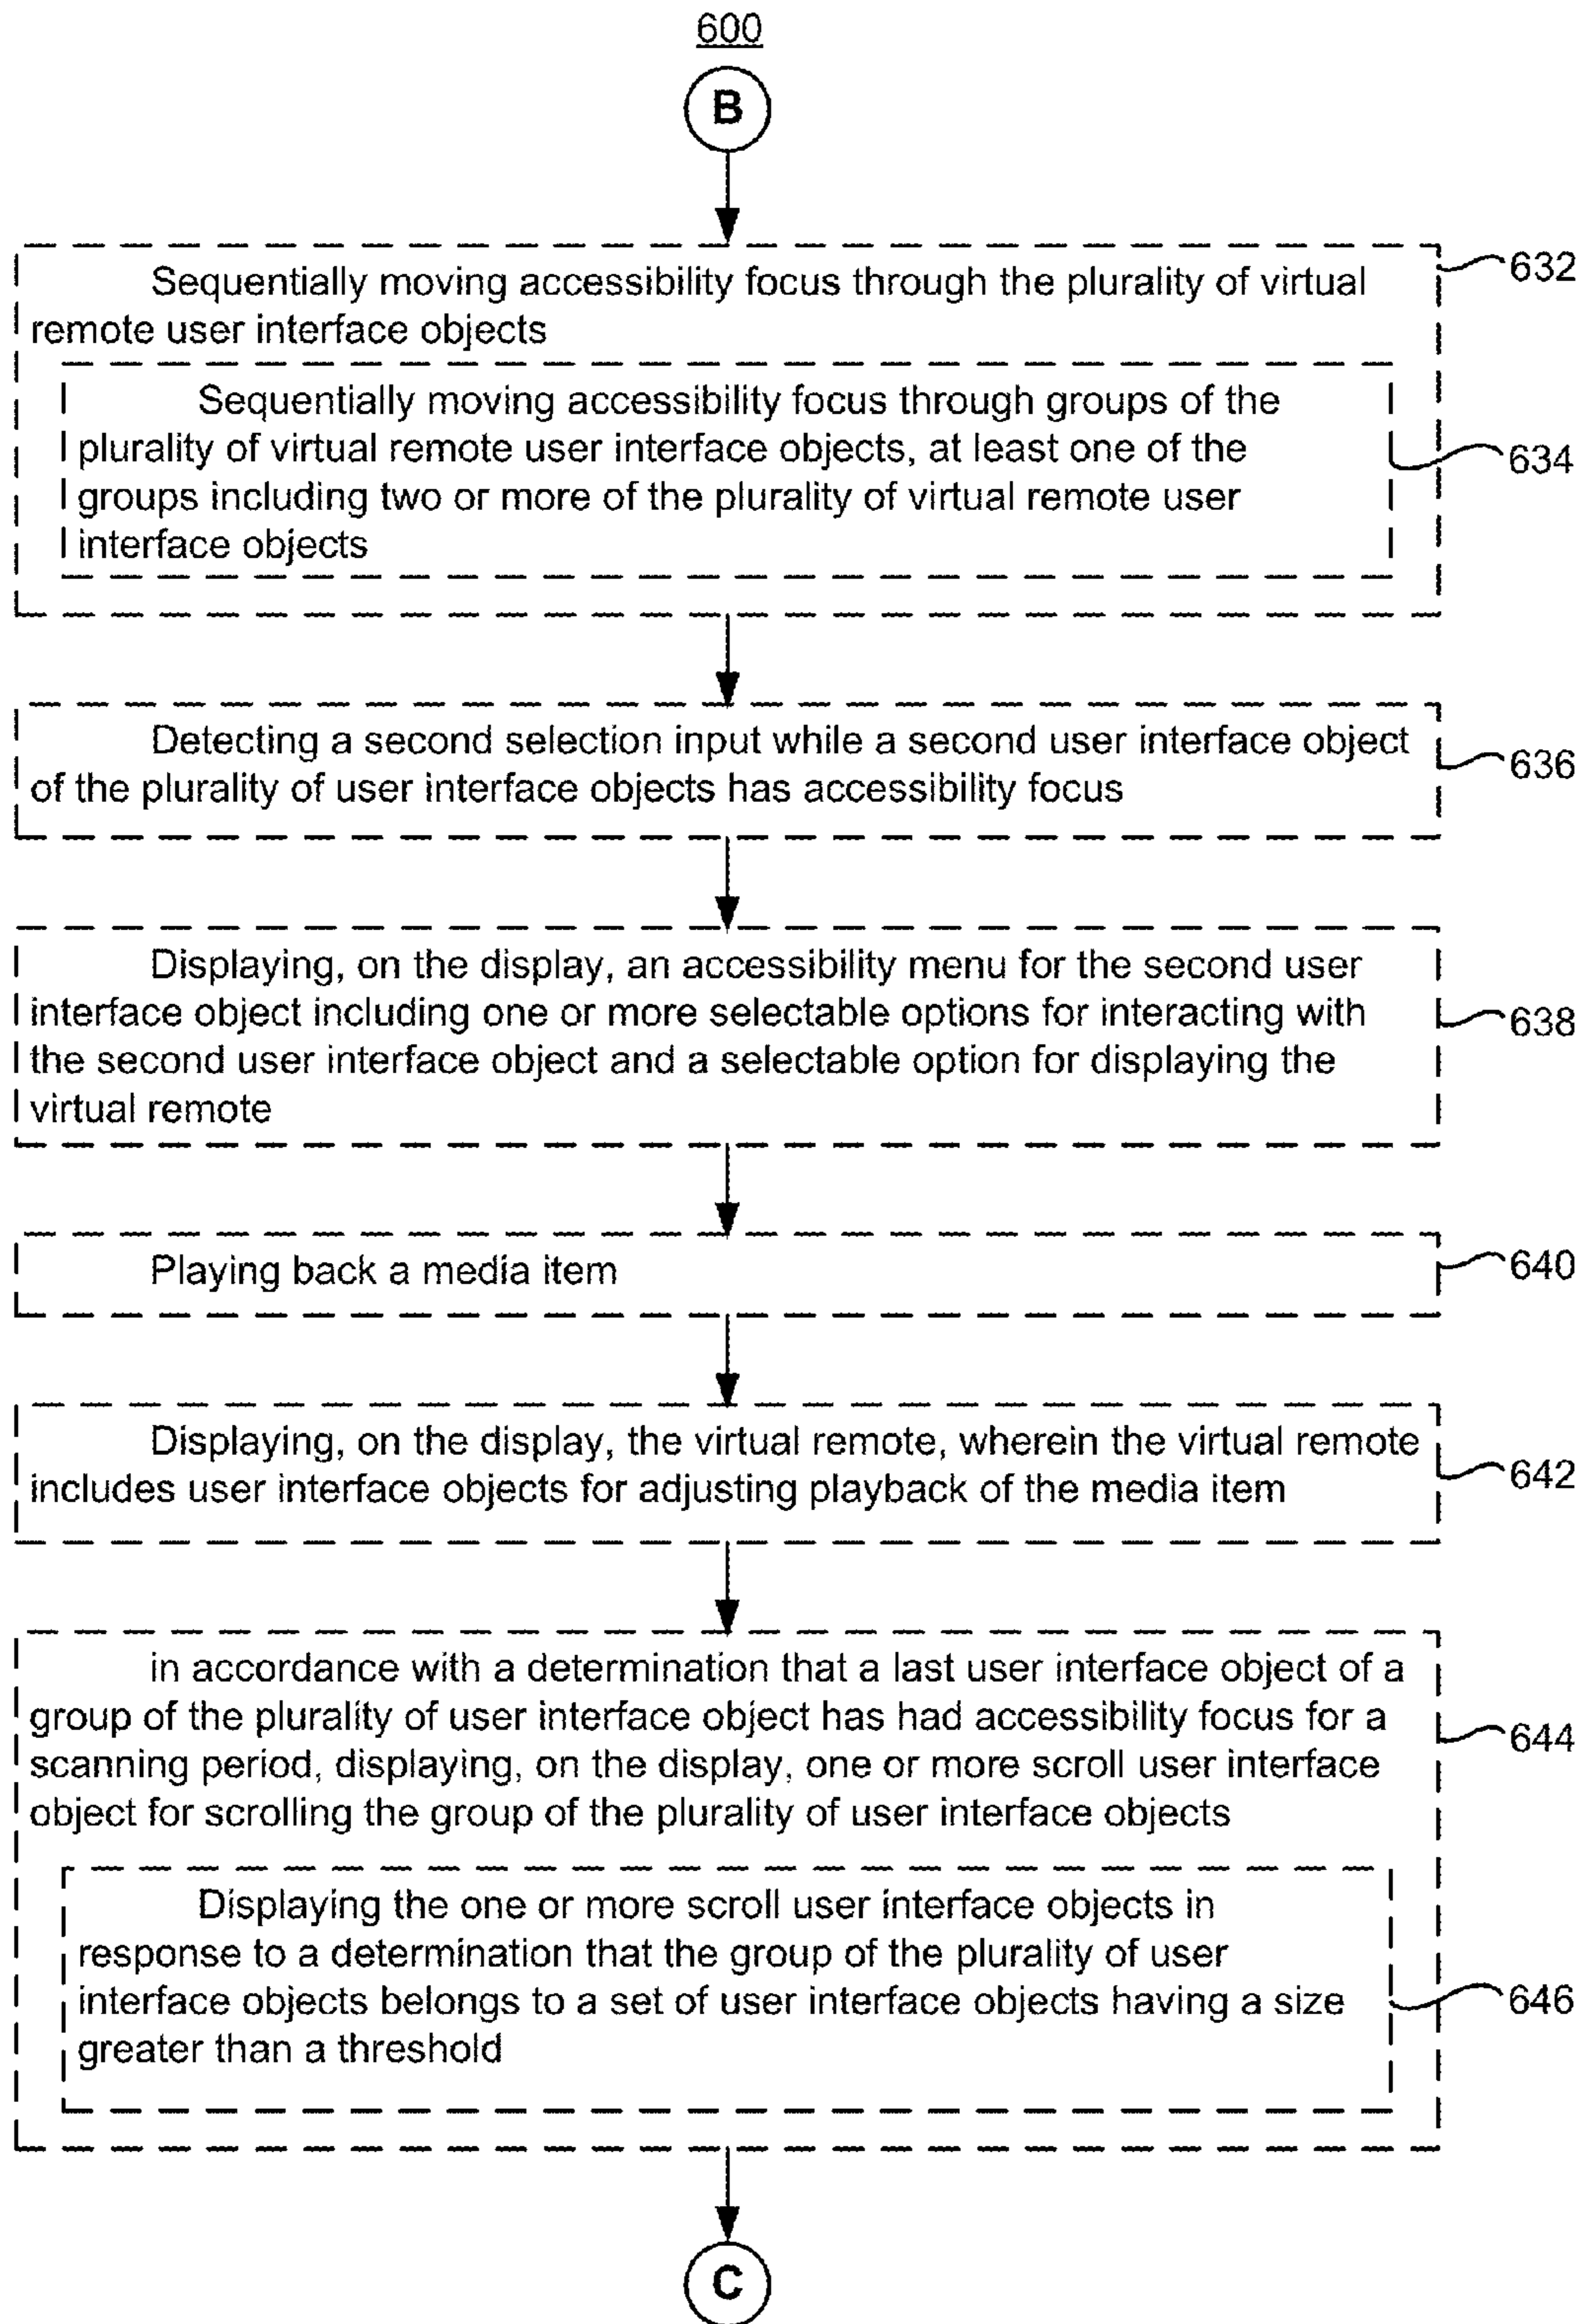 600
B
Sequentially moving accessibility focus through the plurality of virtual
remote user interface objects
632
Sequentially moving accessibility focus through groups of the
plurality of virtual remote user interface objects, at least one of the
groups including two or more of the plurality of virtual remote user
interface objects
634
Detecting a second selection input while a second user interface object
of the plurality of user interface objects has accessibility focus
636
Displaying, on the display, an accessibility menu for the second user
interface object including one or more selectable options for interacting with
the second user interface object and a selectable option for displaying the
virtual remote
638
Playing back a media item
640
Displaying, on the display, the virtual remote, wherein the virtual remote
includes user interface objects for adjusting playback of the media item
642
in accordance with a determination that a last user interface object of a
group of the plurality of user interface object has had accessibility focus for a
scanning period, displaying, on the display, one or more scroll user interface
object for scrolling the group of the plurality of user interface objects
644
Displaying the one or more scroll user interface objects in
response to a determination that the group of the plurality of user
interface objects belongs to a set of user interface objects having a size
greater than a threshold
646
C